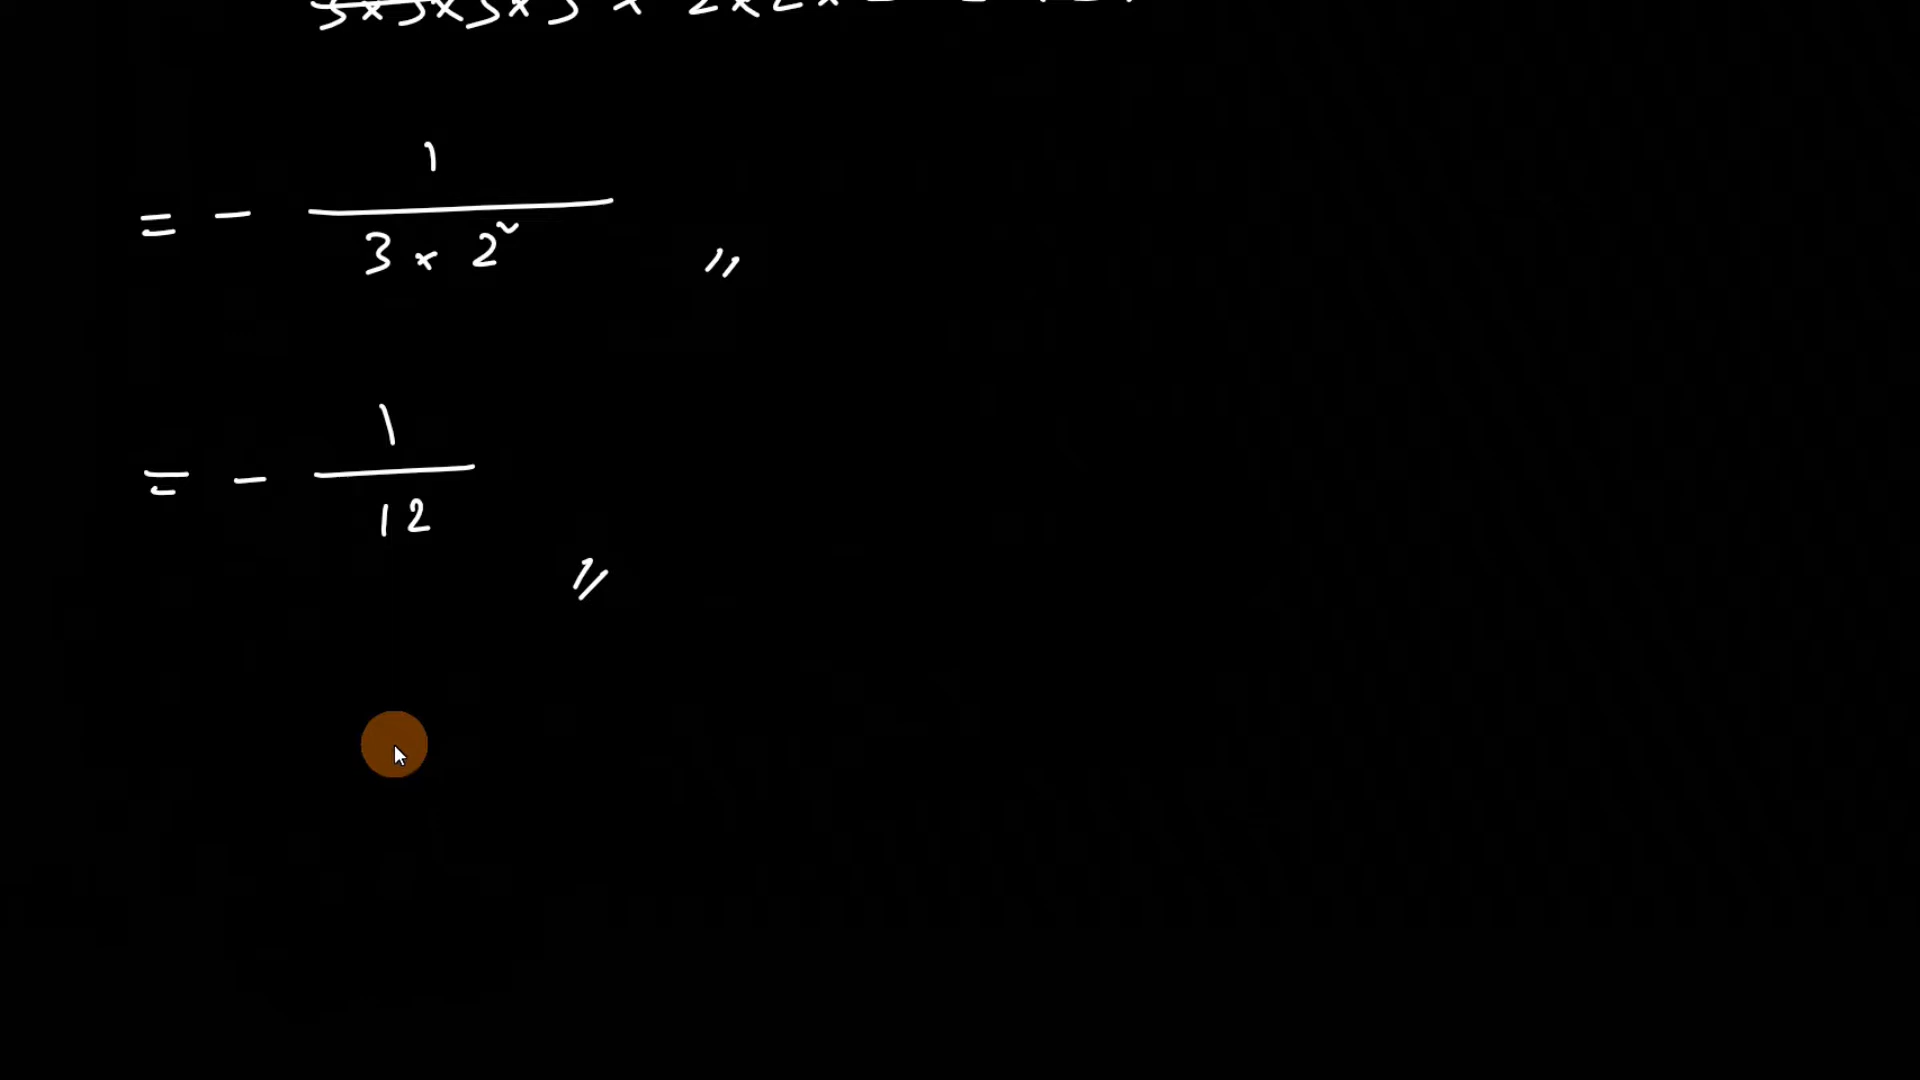 = - 1 / 3 × 2²  〃
= - 1 / 12  〃